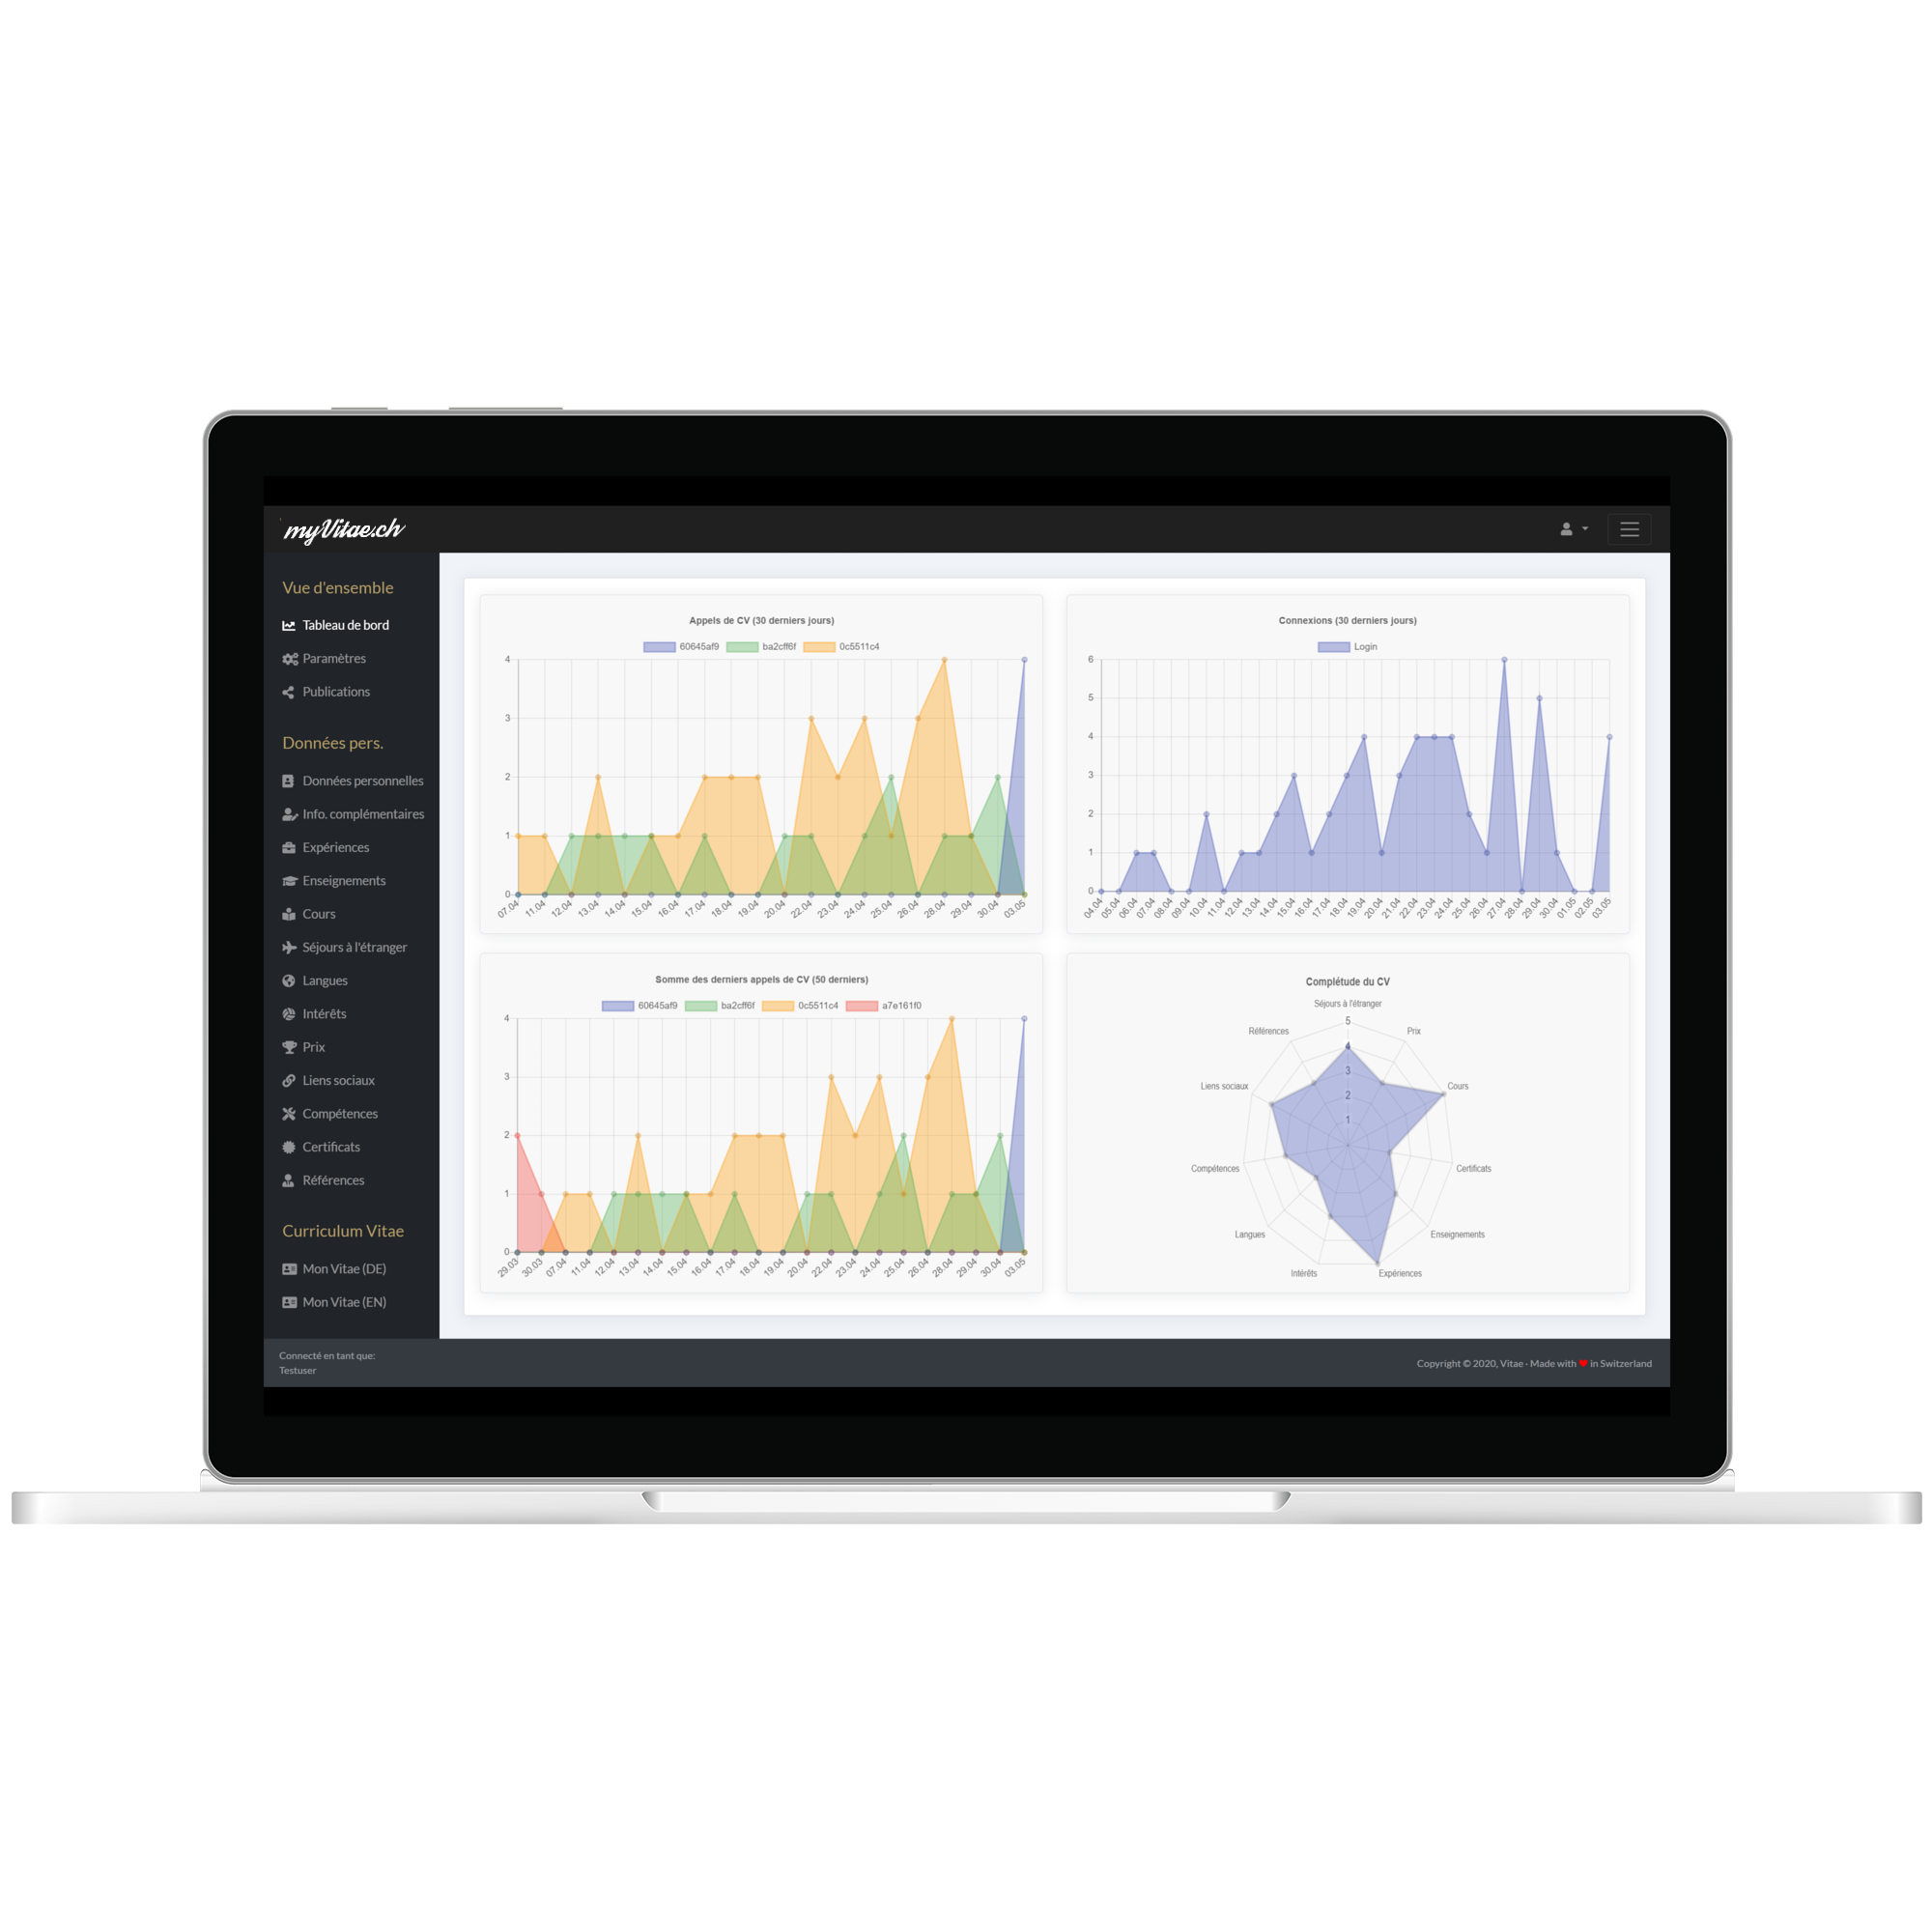 myVitae.ch
Vue d'ensemble
Tableau de bord
Paramètres
Publications
Données pers.
Données personnelles
Info. complémentaires
Expériences
Enseignements
Cours
Séjours à l'étranger
Langues
Intérêts
Prix
Liens sociaux
Compétences
Certificats
Références
Curriculum Vitae
Mon Vitae (DE)
Mon Vitae (EN)
Appels de CV (30 derniers jours)
60645af9 ba2cff6f 0c5511c4
4
3
2
1
0
07.04 11.04 12.04 13.04 14.04 15.04 16.04 17.04 18.04 19.04 20.04 22.04 23.04 24.04 25.04 26.04 28.04 29.04 30.04 03.05
Connexions (30 derniers jours)
Login
6
5
4
3
2
1
0
04.04 05.04 06.04 07.04 08.04 09.04 10.04 11.04 12.04 13.04 14.04 15.04 16.04 17.04 18.04 19.04 20.04 21.04 22.04 23.04 24.04 25.04 26.04 27.04 28.04 29.04 30.04 01.05 02.05 03.05
Somme des derniers appels de CV (50 derniers)
60645af9 ba2cff6f 0c5511c4 a7e161f0
4
3
2
1
0
29.03 30.03 07.04 11.04 12.04 13.04 14.04 15.04 16.04 17.04 18.04 19.04 20.04 22.04 23.04 24.04 25.04 26.04 28.04 29.04 30.04 03.05
Complétude du CV
Séjours à l'étranger
5
Références Prix
4
3
Liens sociaux Cours
2
1
Compétences Certificats
Langues Enseignements
Intérêts Expériences
Connecté en tant que:
Testuser
Copyright © 2020, Vitae · Made with ❤ in Switzerland